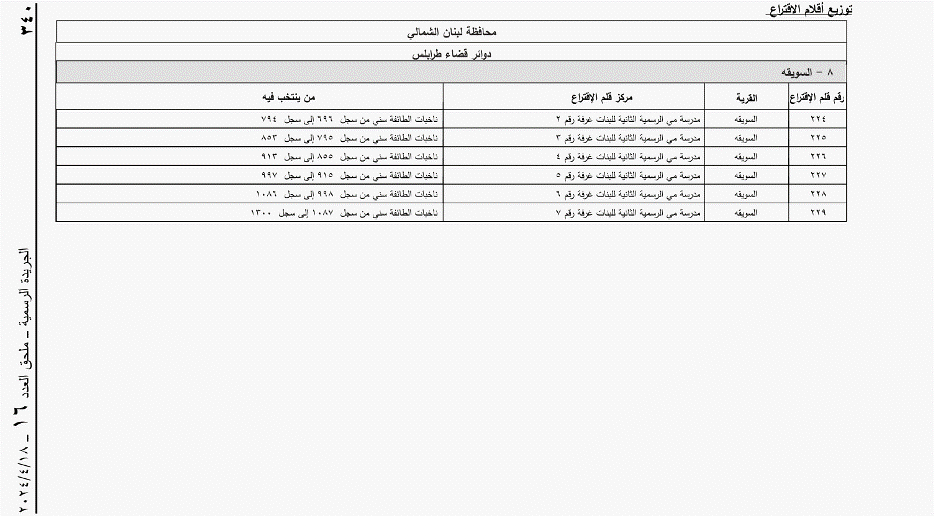 توزيع أقلام الاقتراع
٣٤٠
محافظة لبنان الشمالي
دوائر قضاء طرابلس
٨ - السويقه
رقم قلم الإقتراع القرية مركز قلم الإقتراع من ينتخب فيه
٢٢٤ السويقه مدرسة مي الرسمية الثانية للبنات غرفة رقم ٢ ناخبات الطائفة سني من سجل ٦٩٦ إلى سجل ٧٩٤
٢٢٥ السويقه مدرسة مي الرسمية الثانية للبنات غرفة رقم ٣ ناخبات الطائفة سني من سجل ٧٩٥ إلى سجل ٨٥٣
٢٢٦ السويقه مدرسة مي الرسمية الثانية للبنات غرفة رقم ٤ ناخبات الطائفة سني من سجل ٨٥٥ إلى سجل ٩١٣
٢٢٧ السويقه مدرسة مي الرسمية الثانية للبنات غرفة رقم ٥ ناخبات الطائفة سني من سجل ٩١٥ إلى سجل ٩٩٧
٢٢٨ السويقه مدرسة مي الرسمية الثانية للبنات غرفة رقم ٦ ناخبات الطائفة سني من سجل ٩٩٨ إلى سجل ١٠٨٦
٢٢٩ السويقه مدرسة مي الرسمية الثانية للبنات غرفة رقم ٧ ناخبات الطائفة سني من سجل ١٠٨٧ إلى سجل ١٣٠٠
الجريدة الرسمية – ملحق العدد ١٦ – ٢٠٢٤/٤/١٨